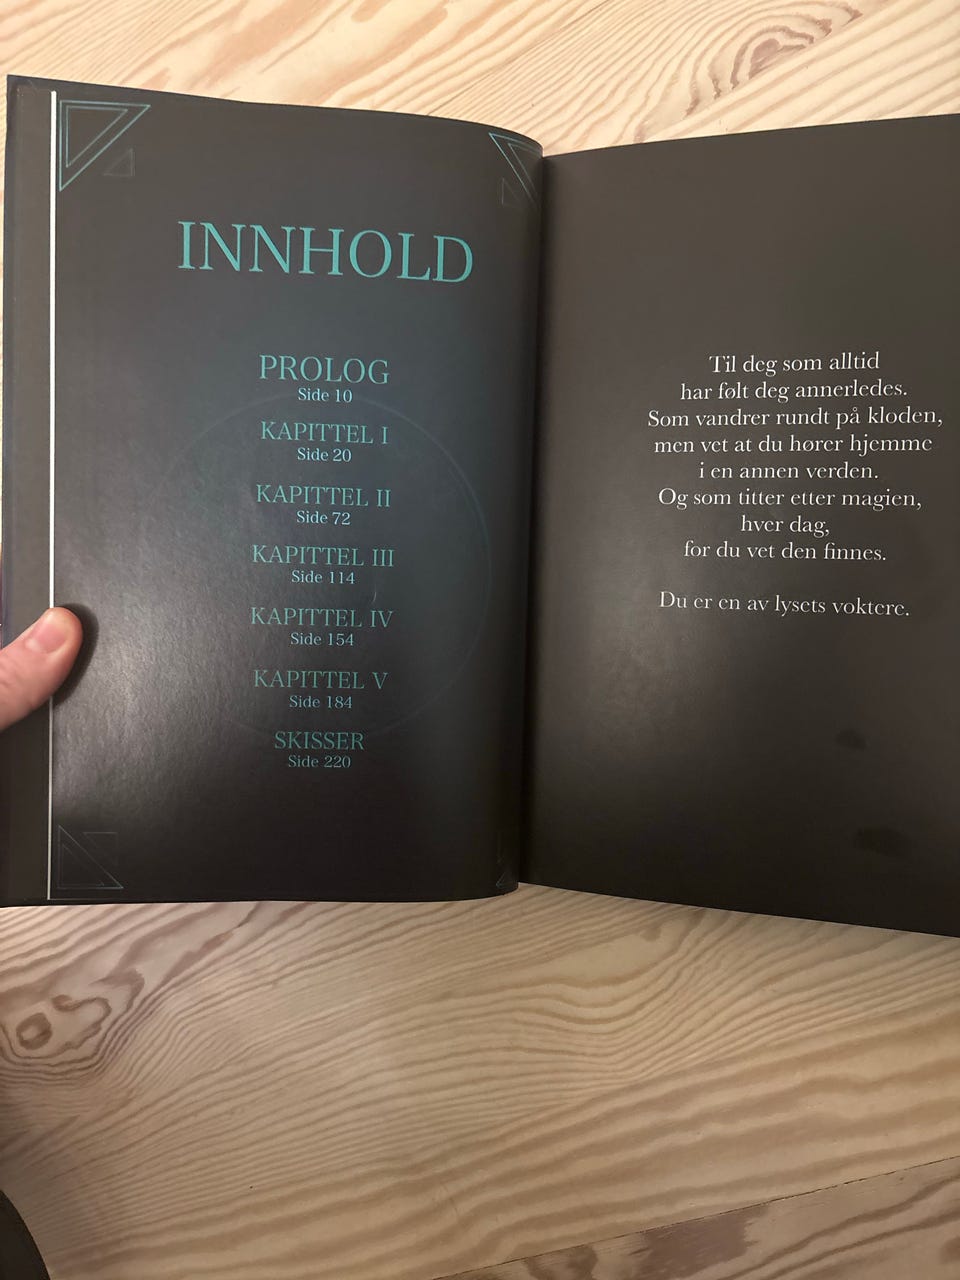 INNHOLD
PROLOG
Side 10
KAPITTEL I
Side 20
KAPITTEL II
Side 72
KAPITTEL III
Side 114
KAPITTEL IV
Side 154
KAPITTEL V
Side 184
SKISSER
Side 220
Til deg som alltid
har følt deg annerledes.
Som vandrer rundt på kloden,
men vet at du hører hjemme
i en annen verden.
Og som titter etter magien,
hver dag,
for du vet den finnes.
Du er en av lysets voktere.